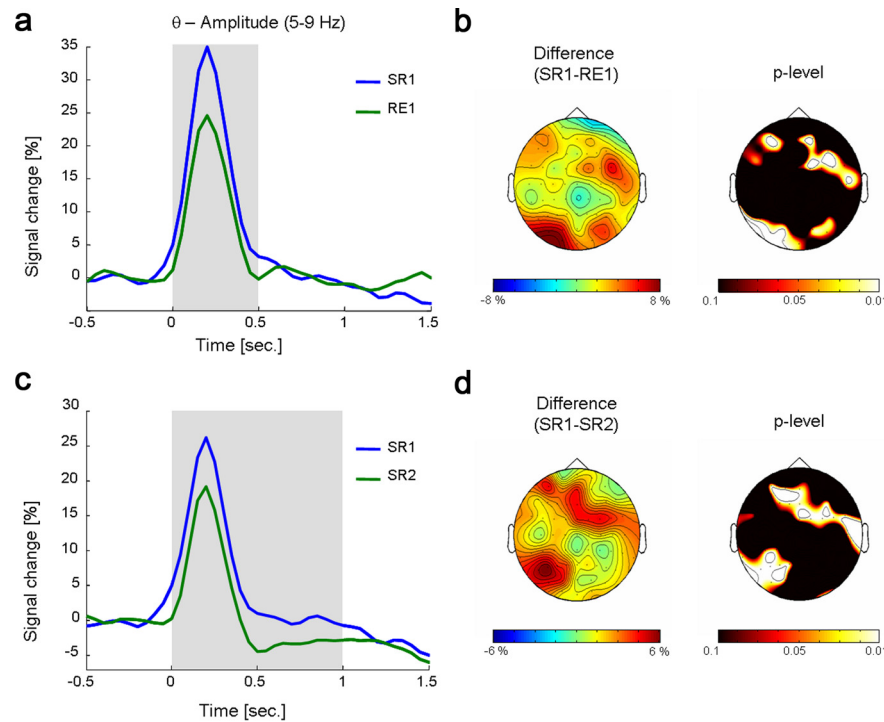 a
θ – Amplitude (5-9 Hz)
35
30
25
20
15
10
5
0
Signal change [%]
SR1
RE1
-0.5
0
0.5
1
1.5
Time [sec.]
b
Difference
(SR1-RE1)
p-level
-8 %
8 %
0.1
0.05
0.01
c
30
25
20
15
10
5
0
-5
Signal change [%]
SR1
SR2
-0.5
0
0.5
1
1.5
Time [sec.]
d
Difference
(SR1-SR2)
p-level
-6 %
6 %
0.1
0.05
0.01